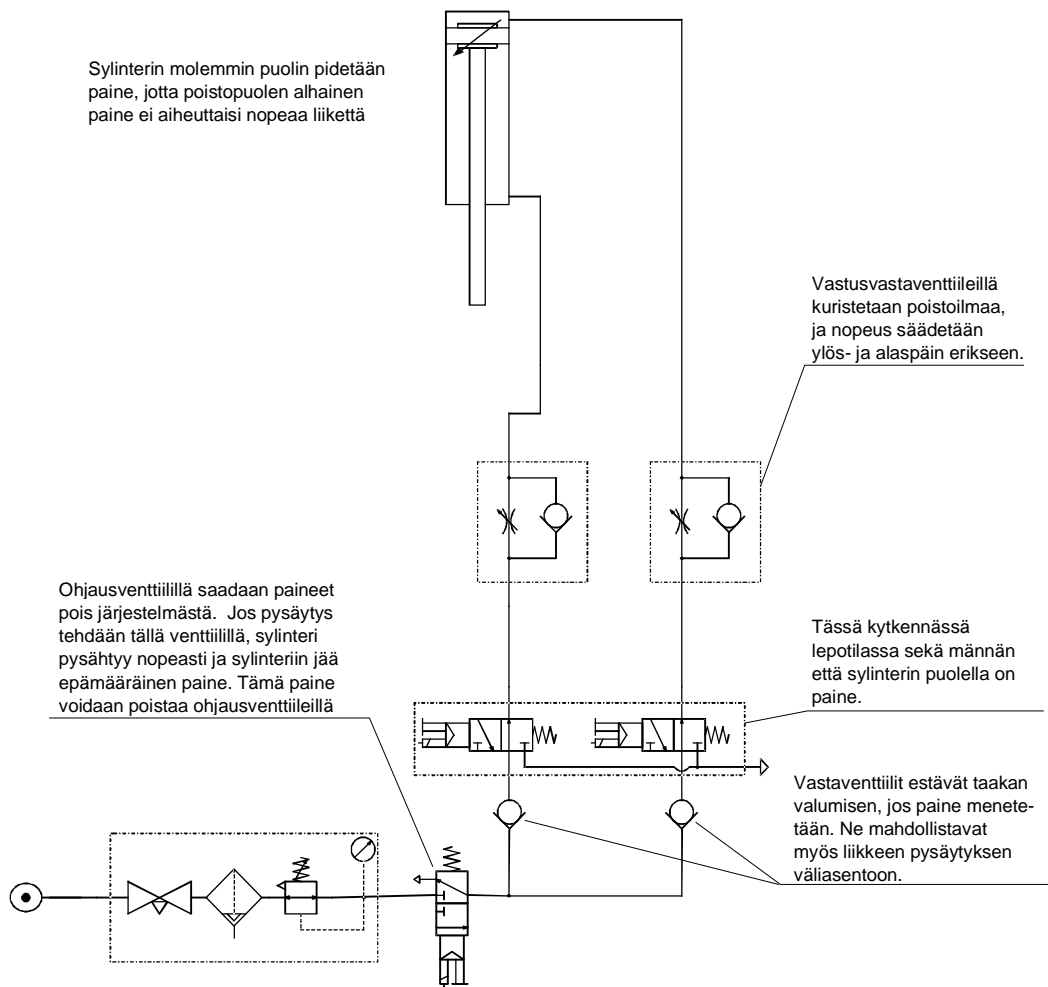 Sylinterin molemmin puolin pidetään
paine, jotta poistopuolen alhainen
paine ei aiheuttaisi nopeaa liikettä
Vastusvastaventtiileillä
kuristetaan poistoilmaa,
ja nopeus säädetään
ylös- ja alaspäin erikseen.
Ohjausventtiilillä saadaan paineet
pois järjestelmästä.  Jos pysäytys
tehdään tällä venttiilillä, sylinteri
pysähtyy nopeasti ja sylinteriin jää
epämääräinen paine. Tämä paine
voidaan poistaa ohjausventtiileillä
Tässä kytkennässä
lepotilassa sekä männän
että sylinterin puolella on
paine.
Vastaventtiilit estävät taakan
valumisen, jos paine menete-
tään. Ne mahdollistavat
myös liikkeen pysäytyksen
väliasentoon.